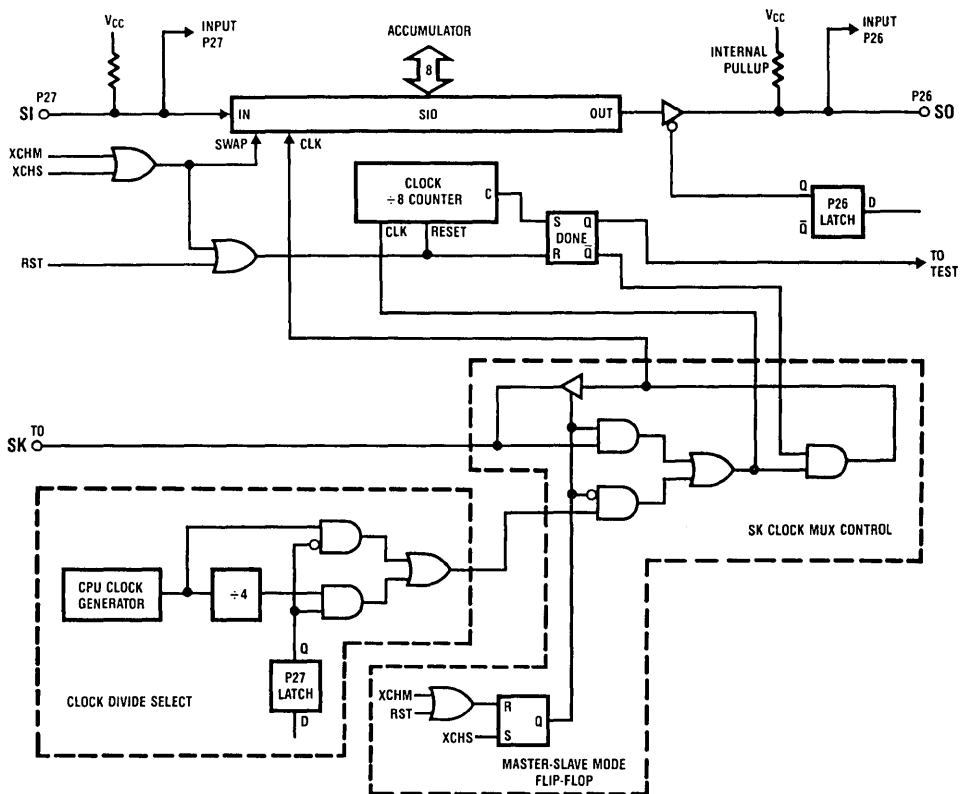 VCC
INPUT
P27
ACCUMULATOR
8
VCC
INTERNAL
PULLUP
INPUT
P26
P27
SI
IN
SIO
OUT
P26
SO
SWAP
CLK
XCHM
XCHS
CLOCK
÷8 COUNTER
C
CLK
RESET
S Q
DONE
R Q̅
Q
Q̅
P26
LATCH
D
RST
TO
TEST
TO
SK
SK CLOCK MUX CONTROL
CPU CLOCK
GENERATOR
÷4
Q
P27
LATCH
D
CLOCK DIVIDE SELECT
XCHM
RST
XCHS
R
S
Q
MASTER-SLAVE MODE
FLIP-FLOP